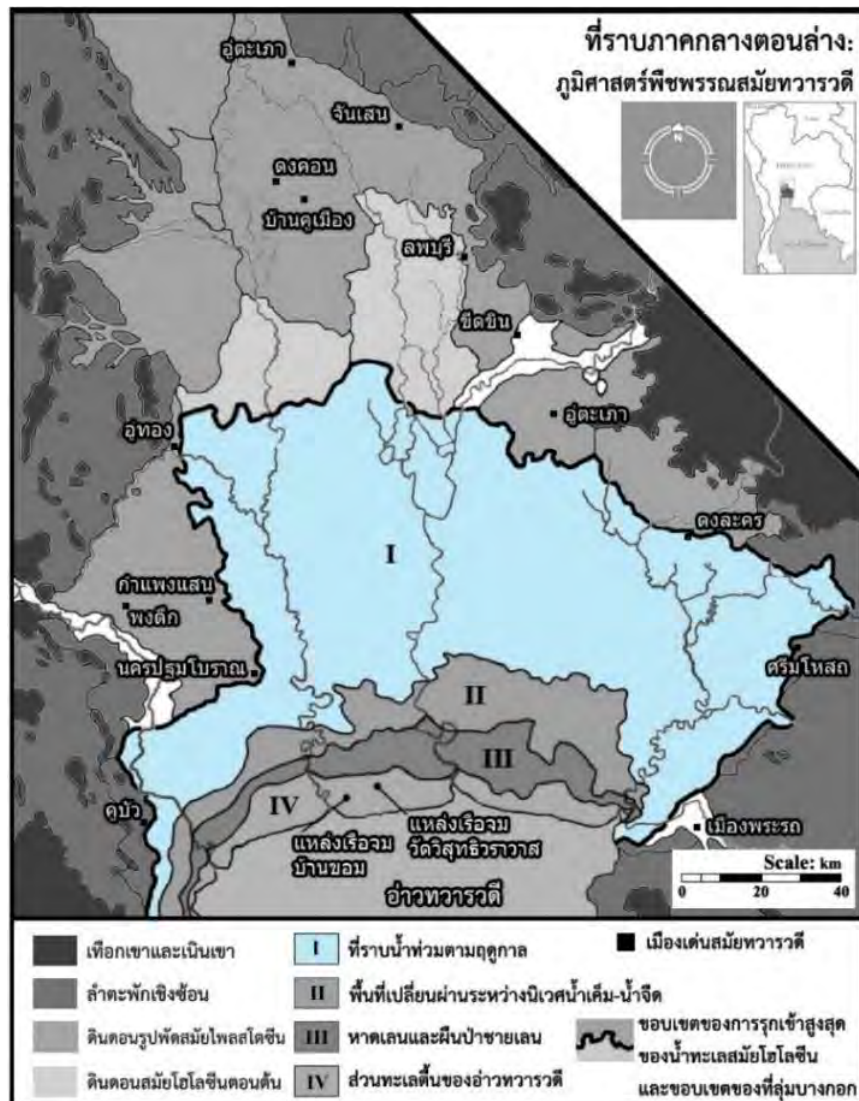 ที่ราบภาคกลางตอนล่าง:
ภูมิศาสตร์พืชพรรณสมัยทวารวดี
N
อู่ตะเภา
จันเสน
ดงคอน
บ้านคูเมือง
ลพบุรี
ขีดขิน
อู่ตะเภา
อู่ทอง
ดงละคร
I
กำแพงแสน
พงตึก
นครปฐมโบราณ
ศรีมโหสถ
II
III
IV
คูบัว
แหล่งเรือจม
บ้านขอม
แหล่งเรือจม
วัดวิสุทธิวราวาส
เมืองพระรถ
อ่าวทวารวดี
Scale: km
0 20 40
เทือกเขาและเนินเขา
I ที่ราบน้ำท่วมตามฤดูกาล
เมืองเด่นสมัยทวารวดี
ลำตะพักเชิงซ้อน
II พื้นที่เปลี่ยนผ่านระหว่างนิเวศน้ำเค็ม-น้ำจืด
ดินดอนรูปพัดสมัยไพลสโตซีน
III หาดเลนและผืนป่าชายเลน
ขอบเขตของการรุกเข้าสูงสุด
ของน้ำทะเลสมัยโฮโลซีน
และขอบเขตของที่ลุ่มบางกอก
ดินดอนสมัยโฮโลซีนตอนต้น
IV ส่วนทะเลตื้นของอ่าวทวารวดี